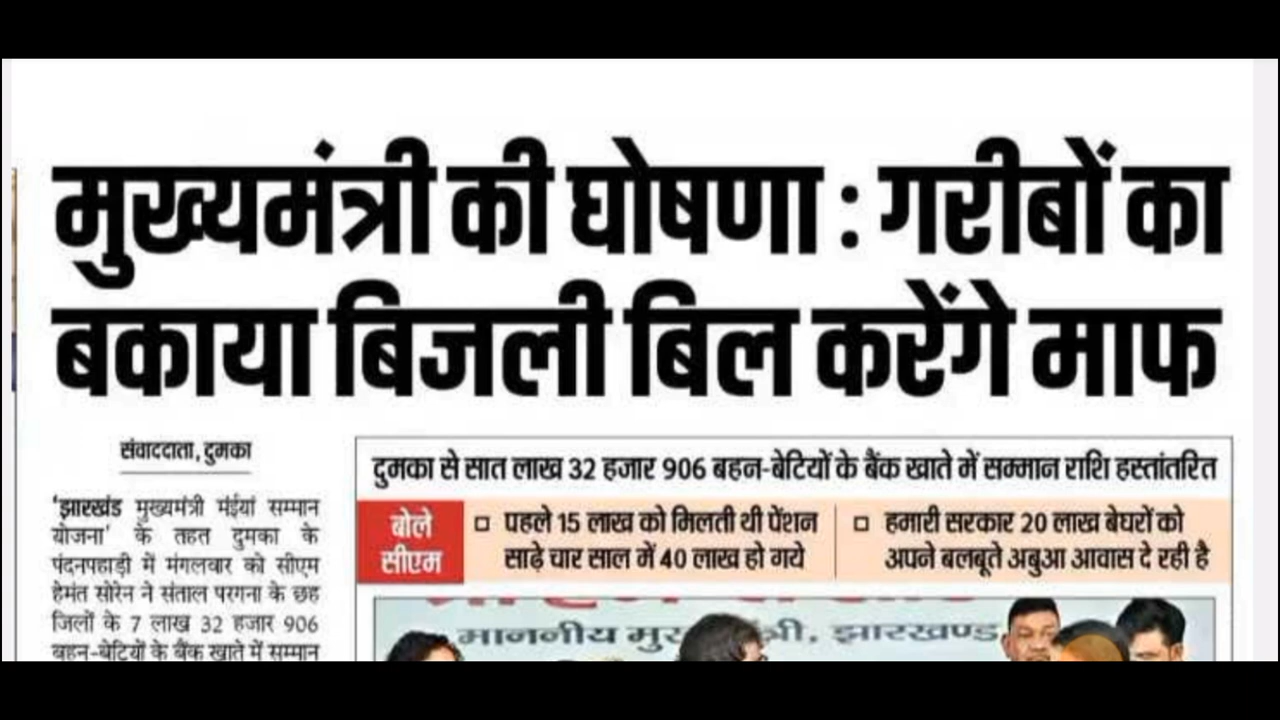 मुख्यमंत्री की घोषणा : गरीबों का
बकाया बिजली बिल करेंगे माफ
संवाददाता, दुमका
'झारखंड मुख्यमंत्री मंईयां सम्मान
योजना' के तहत दुमका के
पंदनपहाड़ी में मंगलवार को सीएम
हेमंत सोरेन ने संताल परगना के छह
जिलों के 7 लाख 32 हजार 906
बहन-बेटियों के बैंक खाते में सम्मान
दुमका से सात लाख 32 हजार 906 बहन-बेटियों के बैंक खाते में सम्मान राशि हस्तांतरित
बोले
सीएम
पहले 15 लाख को मिलती थी पेंशन
साढ़े चार साल में 40 लाख हो गये
हमारी सरकार 20 लाख बेघरों को
अपने बलबूते अबुआ आवास दे रही है
माननीय मुख्यमंत्री, झारखण्ड